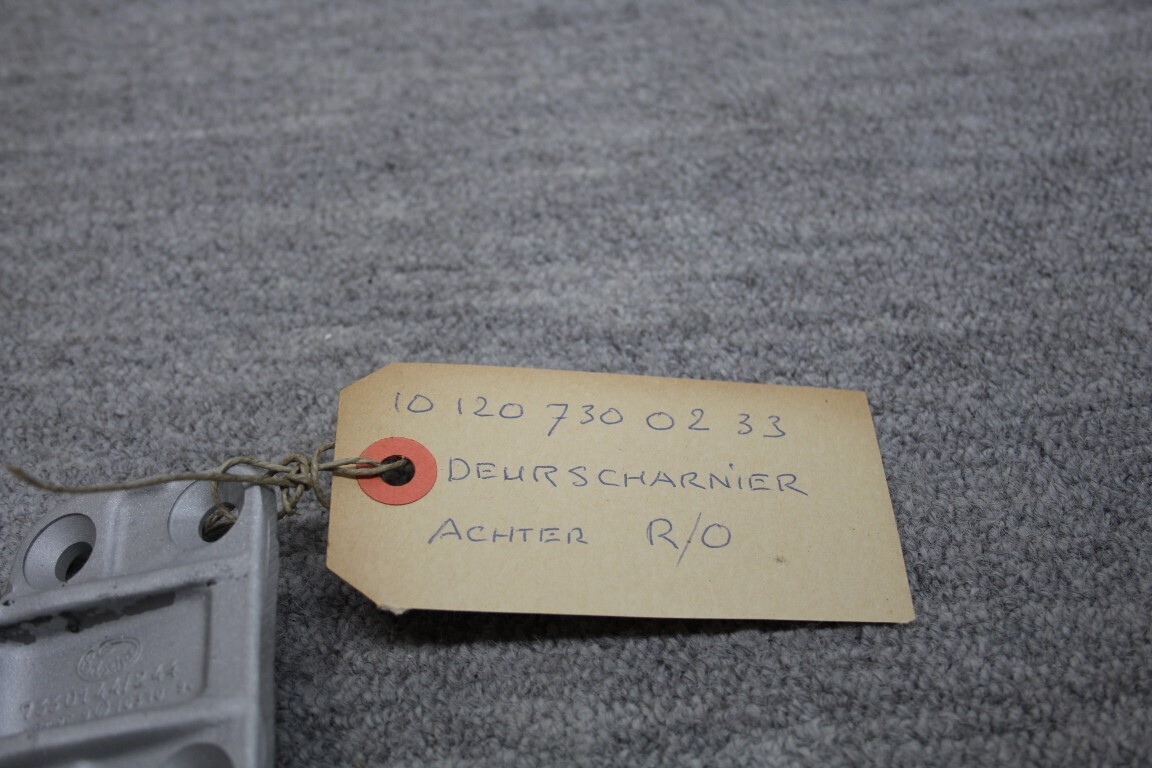 10 120 730 02 33
DEURSCHARNIER
ACHTER R/O